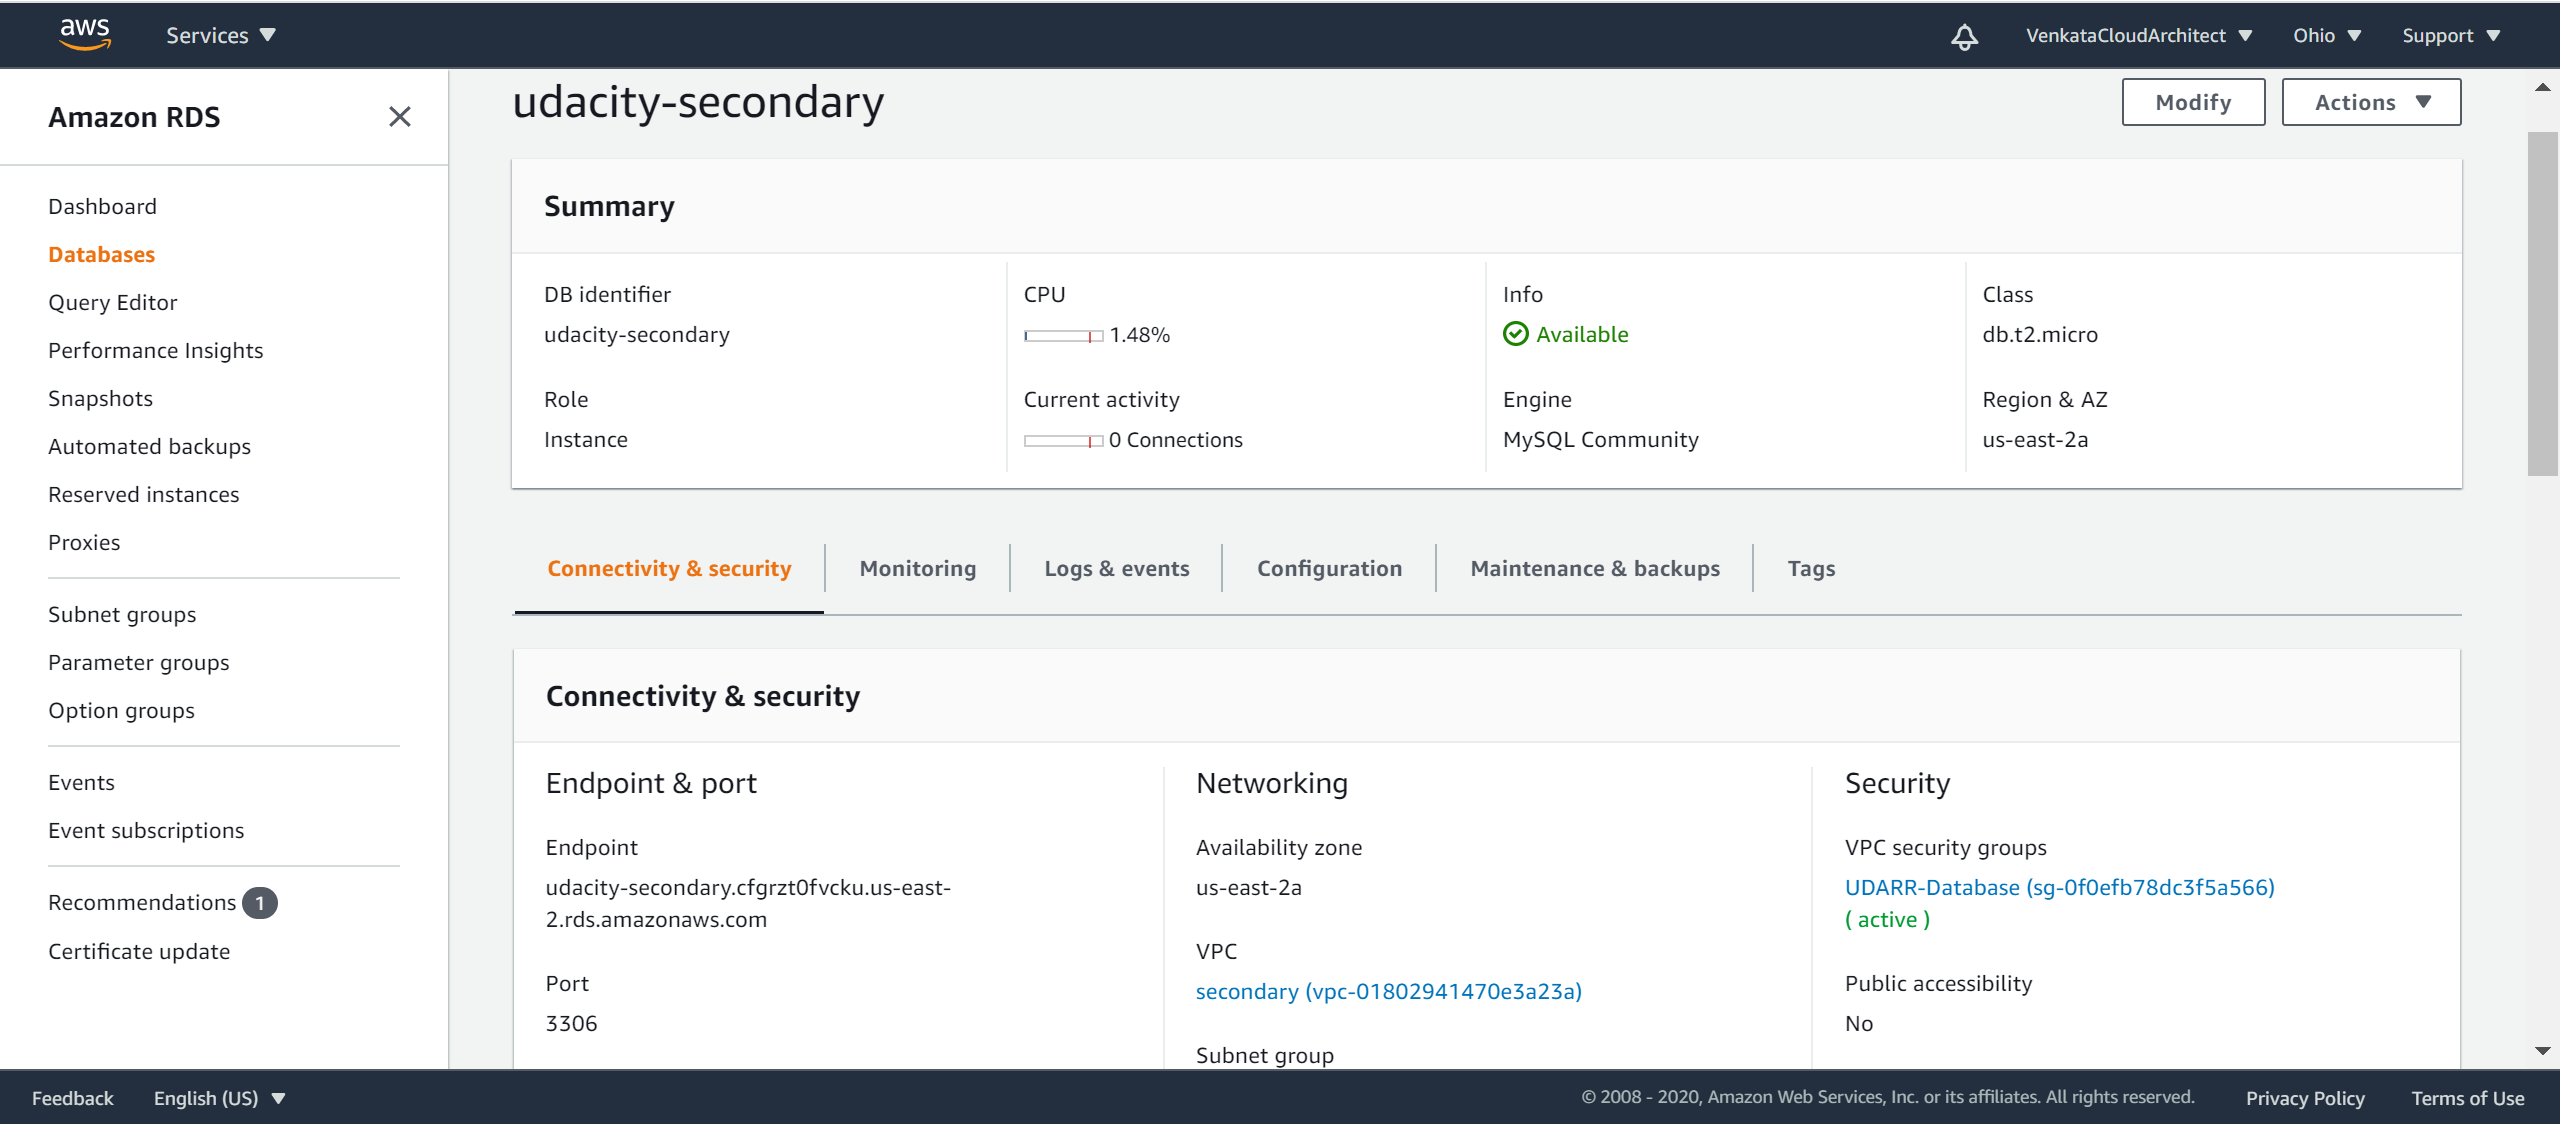 aws
Services
VenkataCloudArchitect
Ohio
Support
Amazon RDS
Dashboard
Databases
Query Editor
Performance Insights
Snapshots
Automated backups
Reserved instances
Proxies
Subnet groups
Parameter groups
Option groups
Events
Event subscriptions
Recommendations 1
Certificate update
udacity-secondary
Modify
Actions
Summary
DB identifier
udacity-secondary
Role
Instance
CPU
1.48%
Current activity
0 Connections
Info
Available
Engine
MySQL Community
Class
db.t2.micro
Region & AZ
us-east-2a
Connectivity & security
Monitoring
Logs & events
Configuration
Maintenance & backups
Tags
Connectivity & security
Endpoint & port
Endpoint
udacity-secondary.cfgrzt0fvcku.us-east-
2.rds.amazonaws.com
Port
3306
Networking
Availability zone
us-east-2a
VPC
secondary (vpc-01802941470e3a23a)
Subnet group
Security
VPC security groups
UDARR-Database (sg-0f0efb78dc3f5a566)
( active )
Public accessibility
No
Feedback
English (US)
© 2008 - 2020, Amazon Web Services, Inc. or its affiliates. All rights reserved.
Privacy Policy
Terms of Use